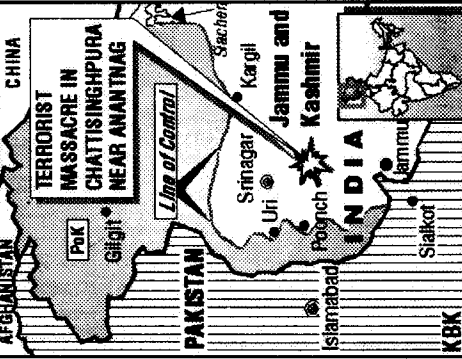 AFGHANISTAN
CHINA
TERRORIST
MASSACRE IN
CHATTISINGHPURA
NEAR ANANTNAG
PoK
Gilgit
Line of Control
Kargil
Jammu and
Kashmir
Srinagar
Uri
Poonch
INDIA
Jammu
PAKISTAN
Islamabad
Sialkot
KBK